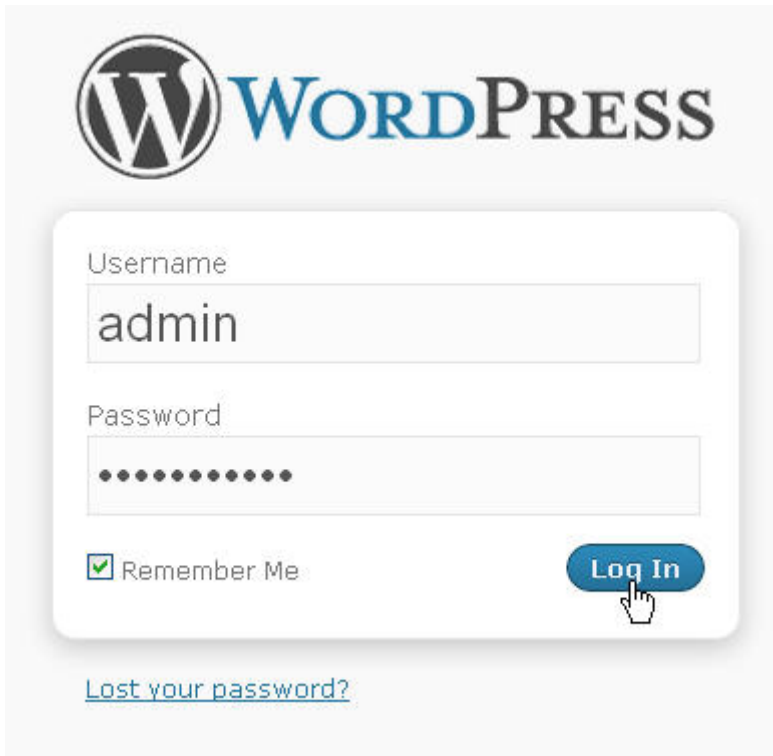 WORDPRESS
Username
admin
Password
•••••••••••
Remember Me
Log In
Lost your password?